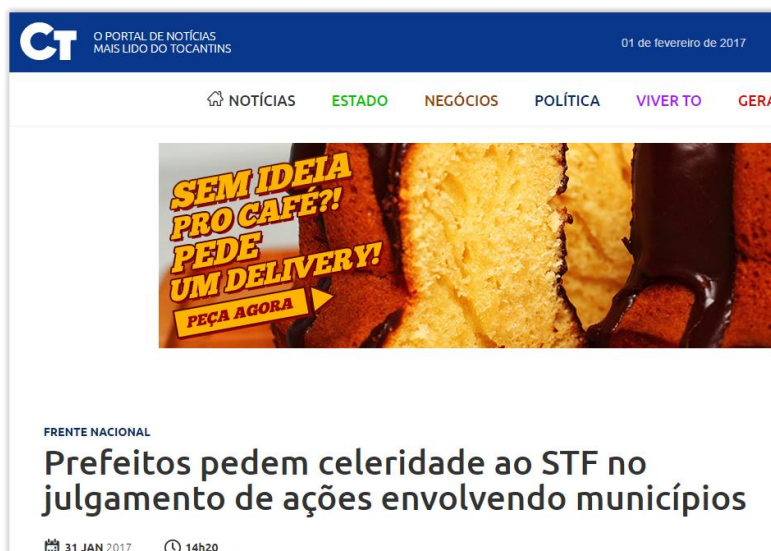 CT
O PORTAL DE NOTÍCIAS
MAIS LIDO DO TOCANTINS
01 de fevereiro de 2017
NOTÍCIAS ESTADO NEGÓCIOS POLÍTICA VIVER TO GERA
SEM IDEIA
PRO CAFÉ?!
PEDE
UM DELIVERY!
PEÇA AGORA
FRENTE NACIONAL
Prefeitos pedem celeridade ao STF no
julgamento de ações envolvendo municípios
31 JAN 2017 14h20